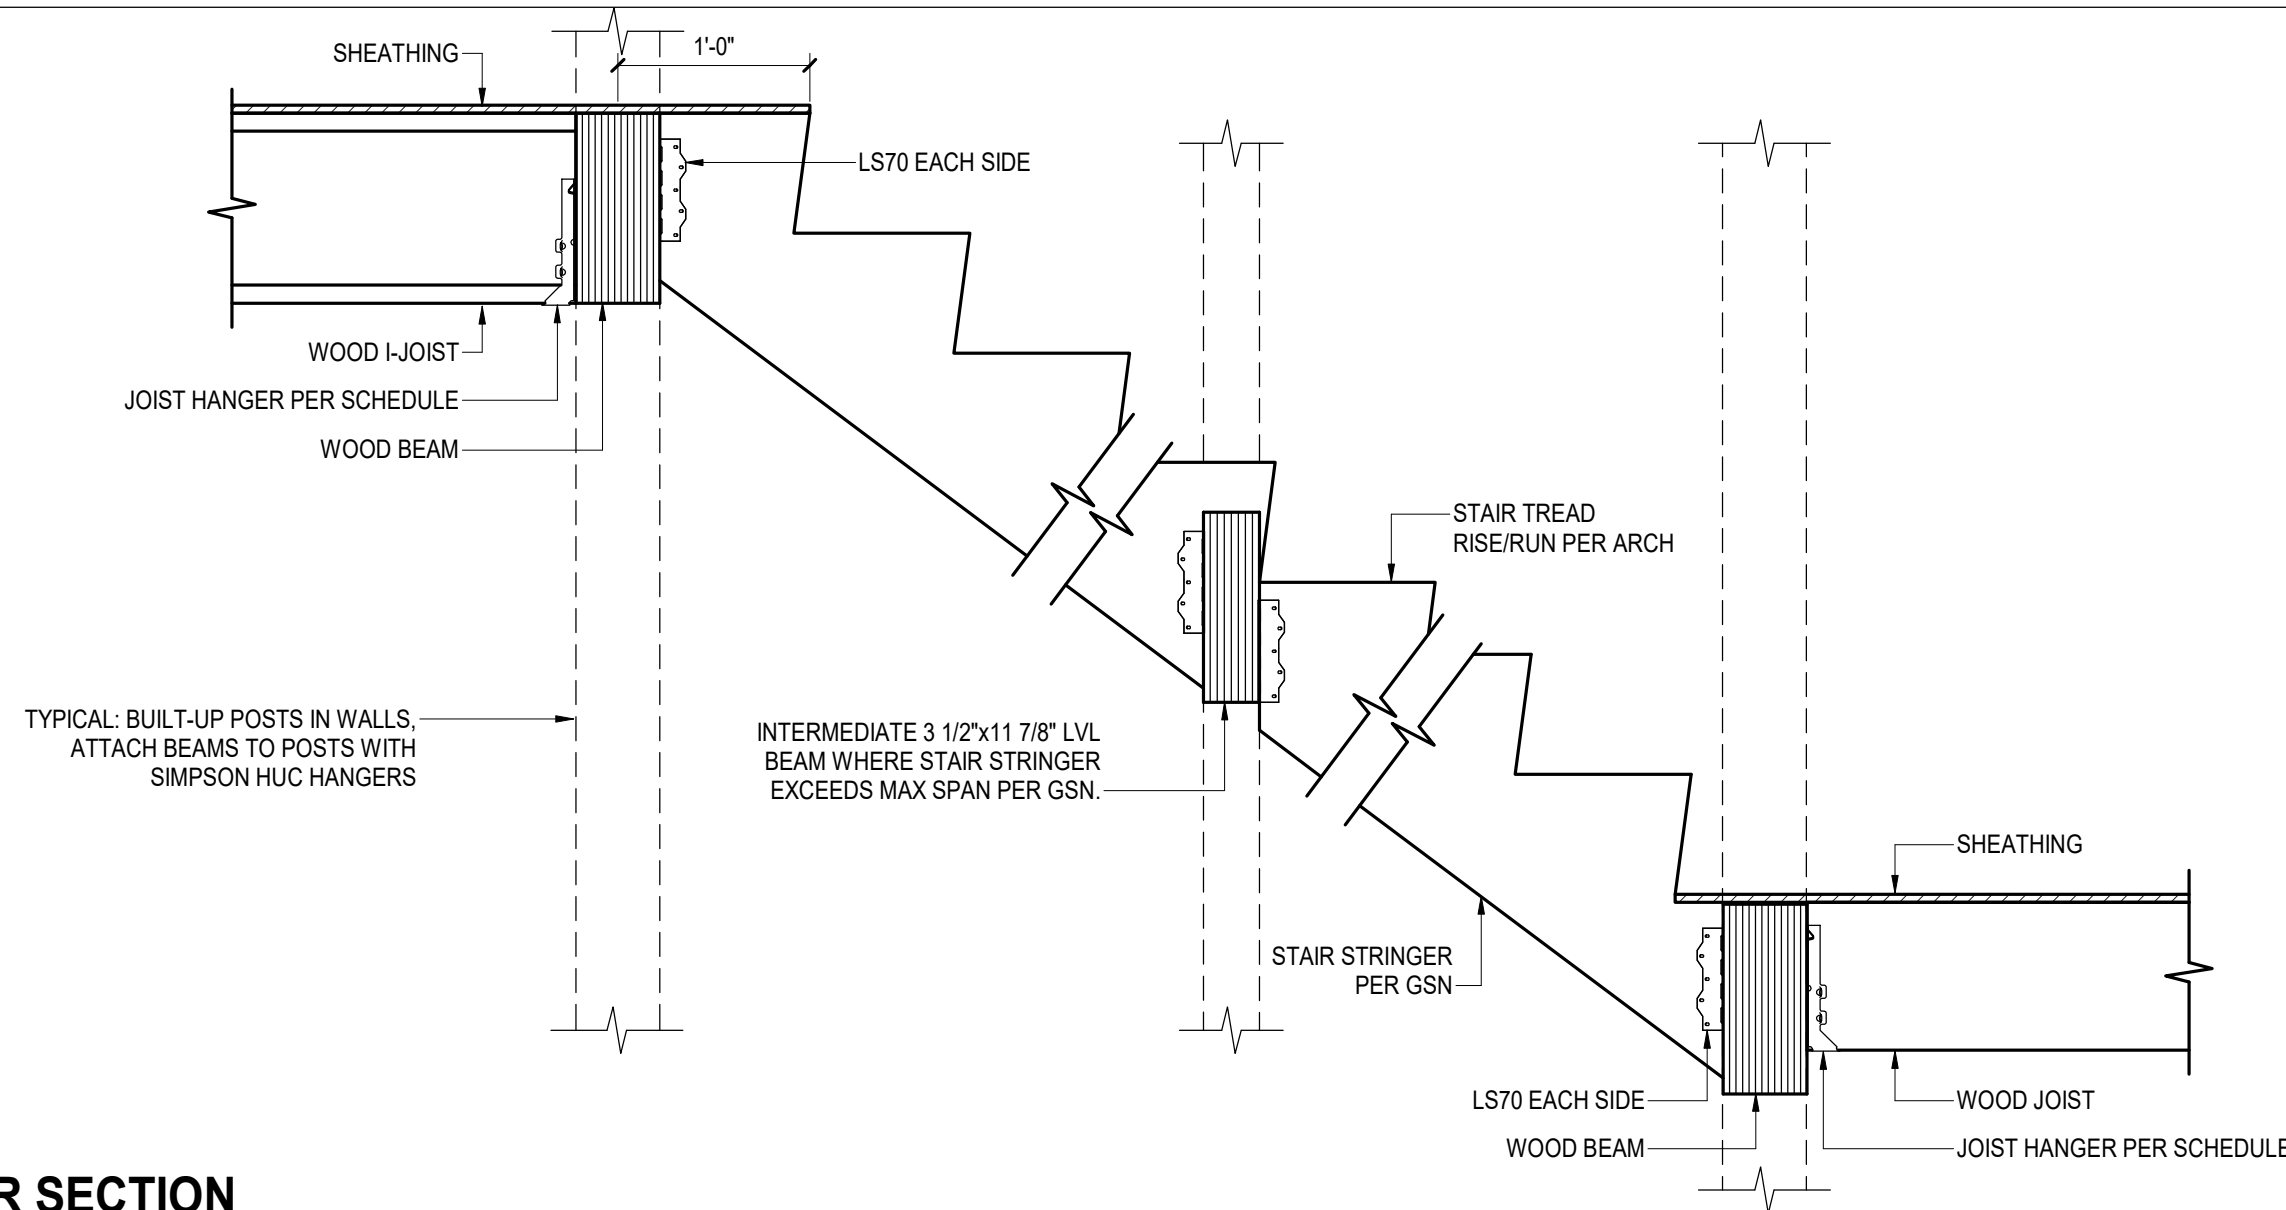 SHEATHING
1'-0"
LS70 EACH SIDE
WOOD I-JOIST
JOIST HANGER PER SCHEDULE
WOOD BEAM
STAIR TREAD
RISE/RUN PER ARCH
TYPICAL: BUILT-UP POSTS IN WALLS,
ATTACH BEAMS TO POSTS WITH
SIMPSON HUC HANGERS
INTERMEDIATE 3 1/2"x11 7/8" LVL
BEAM WHERE STAIR STRINGER
EXCEEDS MAX SPAN PER GSN.
SHEATHING
STAIR STRINGER
PER GSN
LS70 EACH SIDE
WOOD BEAM
WOOD JOIST
JOIST HANGER PER SCHEDULE
R SECTION